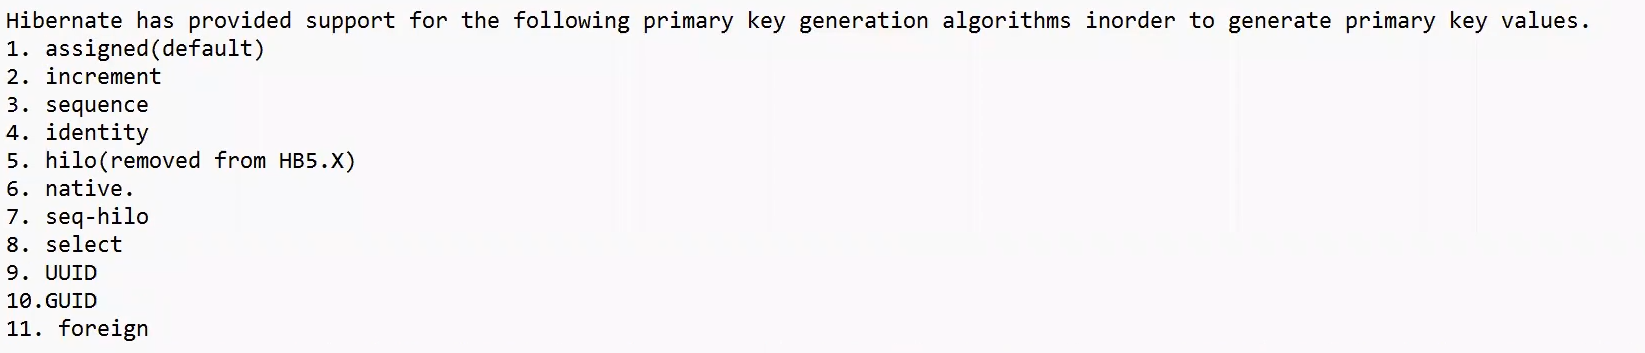 Hibernate has provided support for the following primary key generation algorithms inorder to generate primary key values.
1. assigned(default)
2. increment
3. sequence
4. identity
5. hilo(removed from HB5.X)
6. native.
7. seq-hilo
8. select
9. UUID
10.GUID
11. foreign